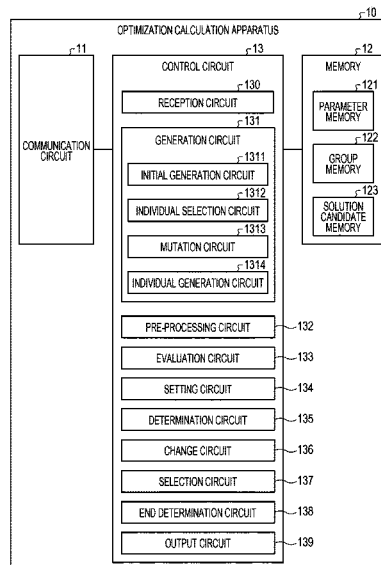 10
OPTIMIZATION CALCULATION APPARATUS
11
COMMUNICATION
CIRCUIT
13
CONTROL CIRCUIT
130
RECEPTION CIRCUIT
131
GENERATION CIRCUIT
1311
INITIAL GENERATION CIRCUIT
1312
INDIVIDUAL SELECTION CIRCUIT
1313
MUTATION CIRCUIT
1314
INDIVIDUAL GENERATION CIRCUIT
PRE-PROCESSING CIRCUIT
132
EVALUATION CIRCUIT
133
SETTING CIRCUIT
134
DETERMINATION CIRCUIT
135
CHANGE CIRCUIT
136
SELECTION CIRCUIT
137
END DETERMINATION CIRCUIT
138
OUTPUT CIRCUIT
139
12
MEMORY
121
PARAMETER
MEMORY
122
GROUP
MEMORY
123
SOLUTION
CANDIDATE
MEMORY